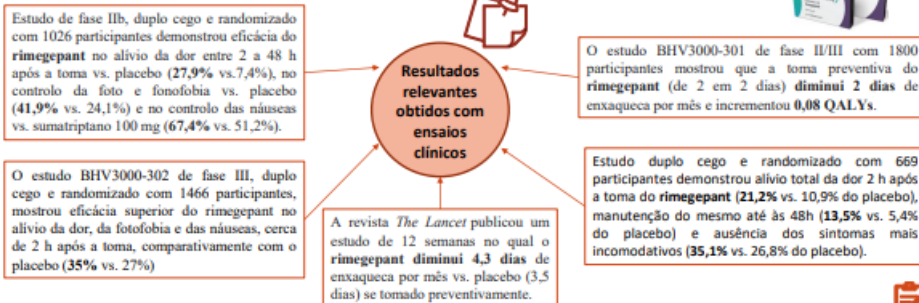 Estudo de fase IIb, duplo cego e randomizado
com 1026 participantes demonstrou eficácia do
rimegepant no alívio da dor entre 2 a 48 h
após a toma vs. placebo (27,9% vs.7,4%), no
controlo da foto e fonofobia vs. placebo
(41,9% vs. 24,1%) e no controlo das náuseas
vs. sumatriptano 100 mg (67,4% vs. 51,2%).
Resultados
relevantes
obtidos com
ensaios
clínicos
O estudo BHV3000-301 de fase II/III com 1800
participantes mostrou que a toma preventiva do
rimegepant (de 2 em 2 dias) diminui 2 dias de
enxaqueca por mês e incrementou 0,08 QALYs.
O estudo BHV3000-302 de fase III, duplo
cego e randomizado com 1466 participantes,
mostrou eficácia superior do rimegepant no
alívio da dor, da fotofobia e das náuseas, cerca
de 2 h após a toma, comparativamente com o
placebo (35% vs. 27%)
A revista The Lancet publicou um
estudo de 12 semanas no qual o
rimegepant diminui 4,3 dias de
enxaqueca por mês vs. placebo (3,5
dias) se tomado preventivamente.
Estudo duplo cego e randomizado com 669
participantes demonstrou alívio total da dor 2 h após
a toma do rimegepant (21,2% vs. 10,9% do placebo),
manutenção do mesmo até às 48h (13,5% vs. 5,4%
do placebo) e ausência dos sintomas mais
incomodativos (35,1% vs. 26,8% do placebo).